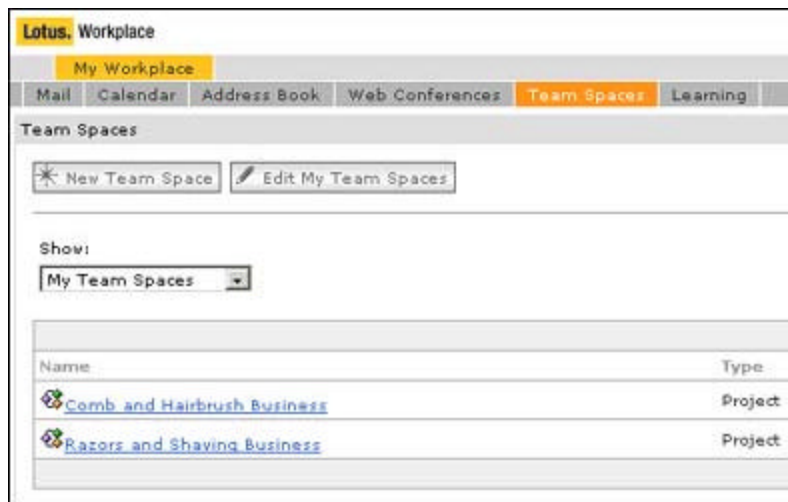 Lotus. Workplace
My Workplace
Mail Calendar Address Book Web Conferences Team Spaces Learning
Team Spaces
New Team Space Edit My Team Spaces
Show:
My Team Spaces
Name Type
Comb and Hairbrush Business Project
Razors and Shaving Business Project